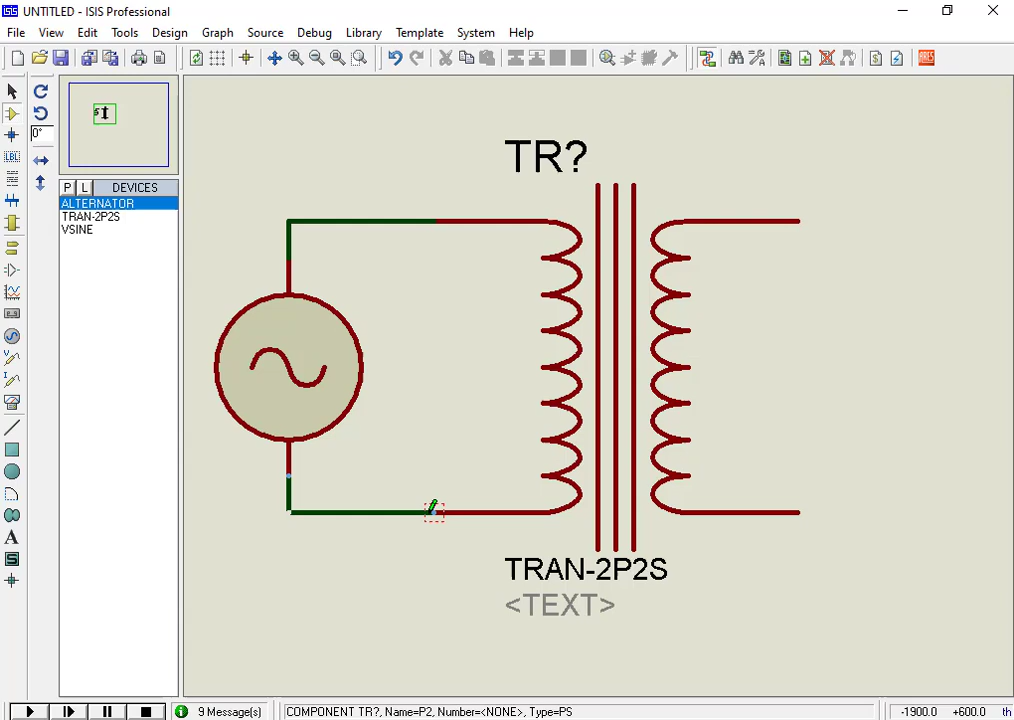 UNTITLED - ISIS Professional
File View Edit Tools Design Graph Source Debug Library Template System Help
0°
P L DEVICES
ALTERNATOR
TRAN-2P2S
VSINE
TR?
TRAN-2P2S
<TEXT>
9 Message(s) COMPONENT TR?, Name=P2, Number=<NONE>, Type=PS -1900.0 +600.0 th